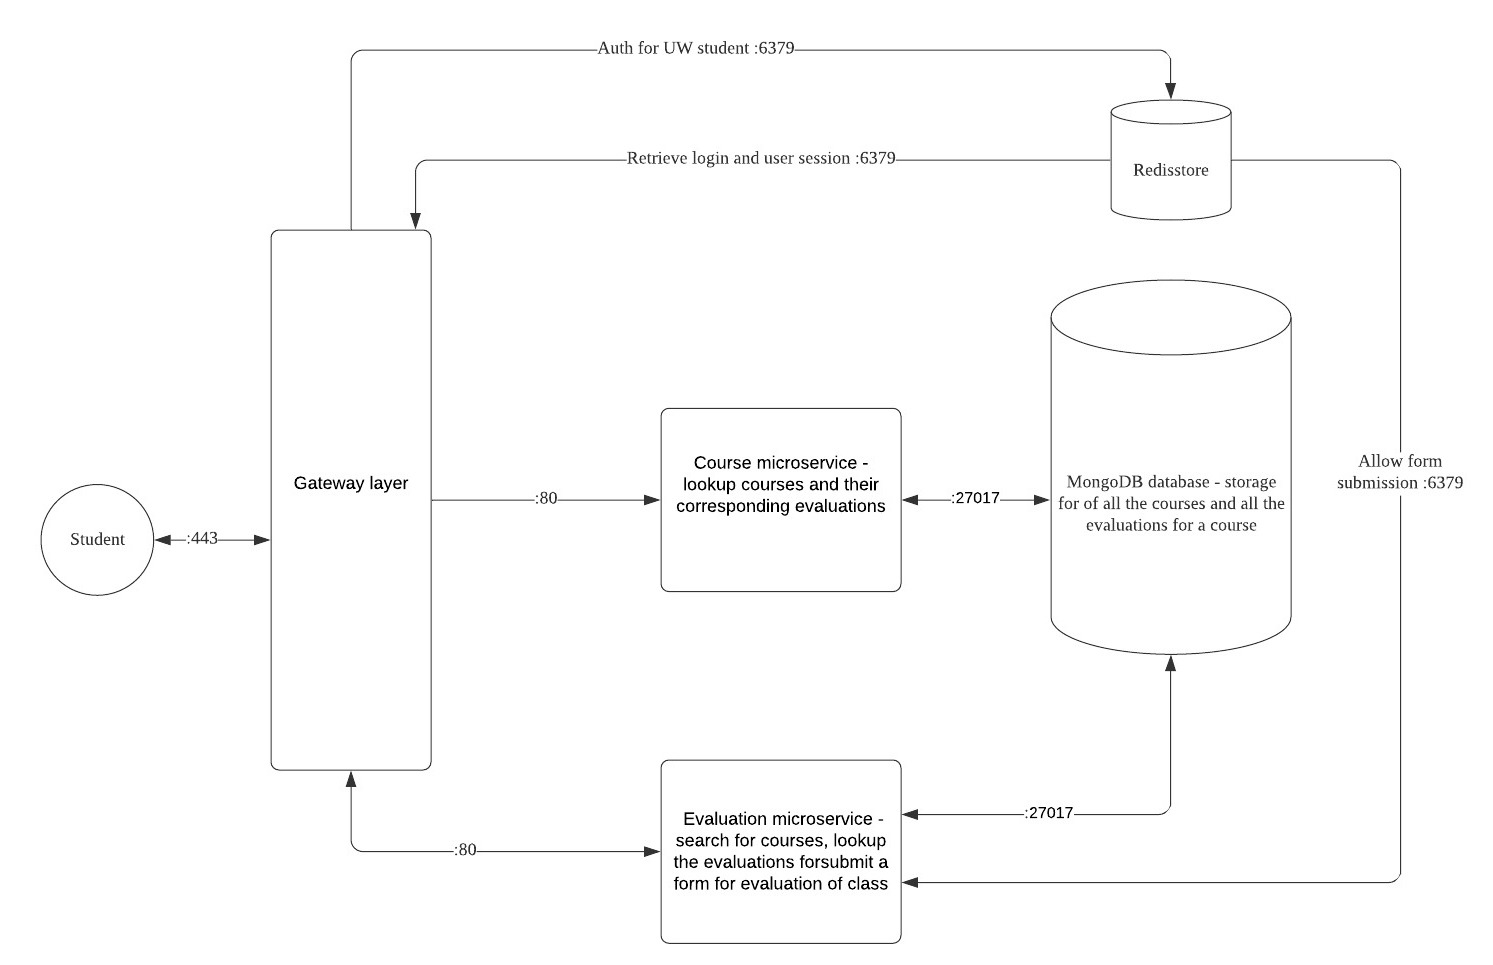 Auth for UW student :6379
Retrieve login and user session :6379
Redisstore
Gateway layer
Student
:443
:80
Course microservice -
lookup courses and their
corresponding evaluations
:27017
MongoDB database - storage
for of all the courses and all the
evaluations for a course
Allow form
submission :6379
:80
Evaluation microservice -
search for courses, lookup
the evaluations forsubmit a
form for evaluation of class
:27017